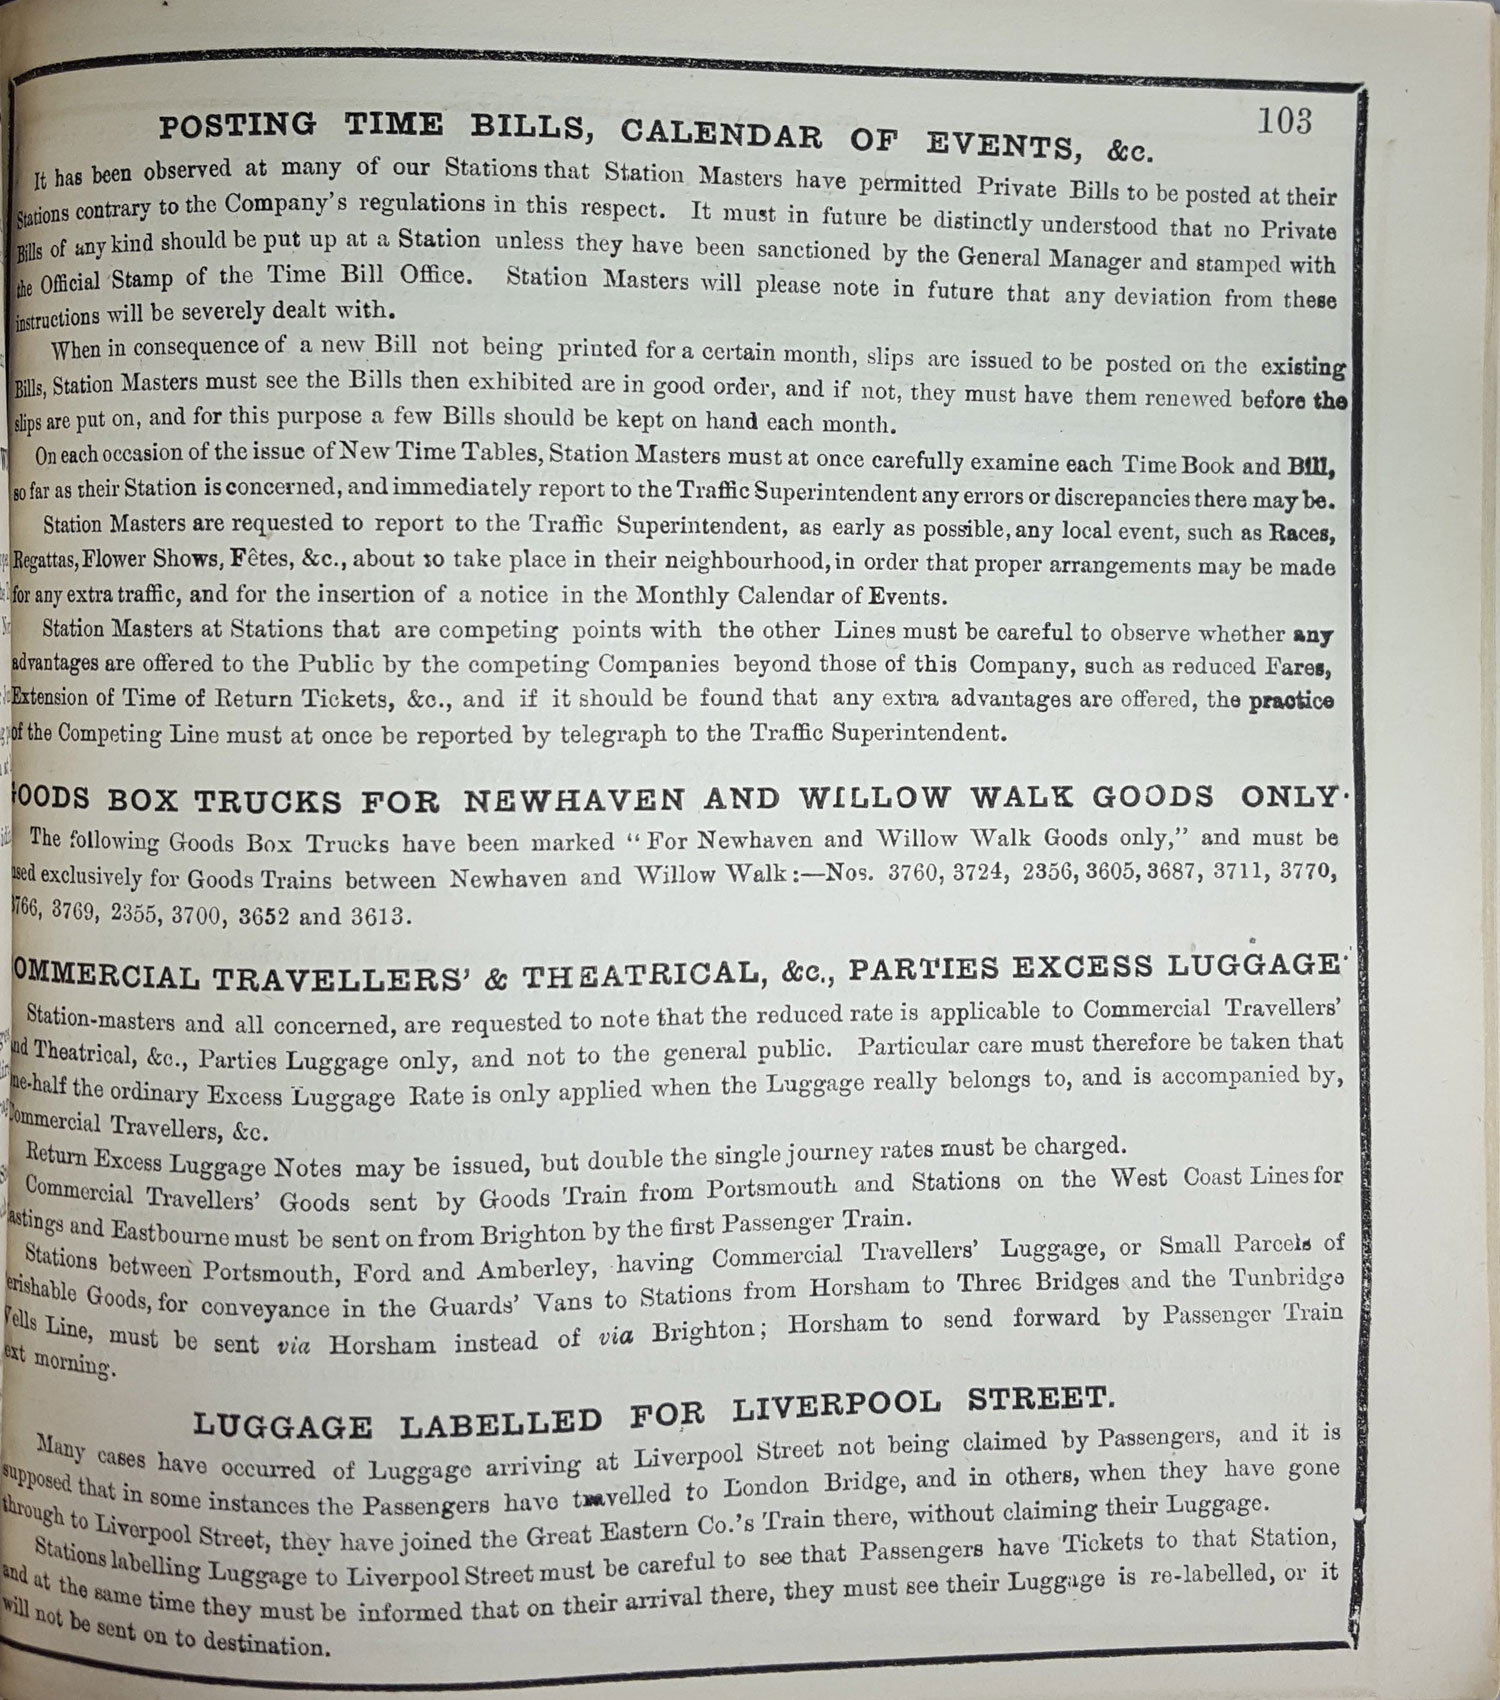 103
POSTING TIME BILLS, CALENDAR OF EVENTS, &c.
It has been observed at many of our Stations that Station Masters have permitted Private Bills to be posted at their
Stations contrary to the Company's regulations in this respect. It must in future be distinctly understood that no Private
Bills of any kind should be put up at a Station unless they have been sanctioned by the General Manager and stamped with
the Official Stamp of the Time Bill Office. Station Masters will please note in future that any deviation from these
instructions will be severely dealt with.
When in consequence of a new Bill not being printed for a certain month, slips are issued to be posted on the existing
Bills, Station Masters must see the Bills then exhibited are in good order, and if not, they must have them renewed before the
slips are put on, and for this purpose a few Bills should be kept on hand each month.
On each occasion of the issue of New Time Tables, Station Masters must at once carefully examine each Time Book and Bill,
so far as their Station is concerned, and immediately report to the Traffic Superintendent any errors or discrepancies there may be.
Station Masters are requested to report to the Traffic Superintendent, as early as possible, any local event, such as Races,
Regattas, Flower Shows, Fêtes, &c., about to take place in their neighbourhood, in order that proper arrangements may be made
for any extra traffic, and for the insertion of a notice in the Monthly Calendar of Events.
Station Masters at Stations that are competing points with the other Lines must be careful to observe whether any
advantages are offered to the Public by the competing Companies beyond those of this Company, such as reduced Fares,
Extension of Time of Return Tickets, &c., and if it should be found that any extra advantages are offered, the practice
of the Competing Line must at once be reported by telegraph to the Traffic Superintendent.
OODS BOX TRUCKS FOR NEWHAVEN AND WILLOW WALK GOODS ONLY.
The following Goods Box Trucks have been marked "For Newhaven and Willow Walk Goods only," and must be
used exclusively for Goods Trains between Newhaven and Willow Walk:—Nos. 3760, 3724, 2356, 3605, 3687, 3711, 3770,
3766, 3769, 2355, 3700, 3652 and 3613.
OMMERCIAL TRAVELLERS' & THEATRICAL, &c., PARTIES EXCESS LUGGAGE.
Station-masters and all concerned, are requested to note that the reduced rate is applicable to Commercial Travellers'
nd Theatrical, &c., Parties Luggage only, and not to the general public. Particular care must therefore be taken that
ne-half the ordinary Excess Luggage Rate is only applied when the Luggage really belongs to, and is accompanied by,
Commercial Travellers, &c.
Return Excess Luggage Notes may be issued, but double the single journey rates must be charged.
Commercial Travellers' Goods sent by Goods Train from Portsmouth and Stations on the West Coast Lines for
astings and Eastbourne must be sent on from Brighton by the first Passenger Train.
Stations between Portsmouth, Ford and Amberley, having Commercial Travellers' Luggage, or Small Parcels of
erishable Goods, for conveyance in the Guards' Vans to Stations from Horsham to Three Bridges and the Tunbridge
Wells Line, must be sent via Horsham instead of via Brighton; Horsham to send forward by Passenger Train
ext morning.
LUGGAGE LABELLED FOR LIVERPOOL STREET.
Many cases have occurred of Luggage arriving at Liverpool Street not being claimed by Passengers, and it is
supposed that in some instances the Passengers have travelled to London Bridge, and in others, when they have gone
through to Liverpool Street, they have joined the Great Eastern Co.'s Train there, without claiming their Luggage.
Stations labelling Luggage to Liverpool Street must be careful to see that Passengers have Tickets to that Station,
and at the same time they must be informed that on their arrival there, they must see their Luggage is re-labelled, or it
will not be sent on to destination.